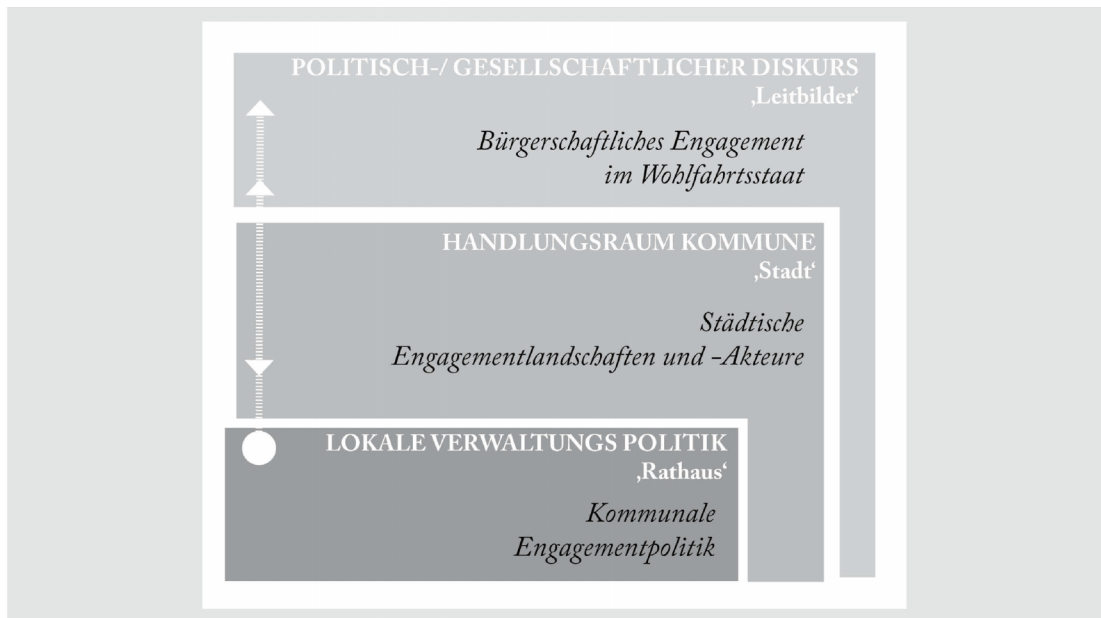 POLITISCH-/ GESELLSCHAFTLICHER DISKURS
‚Leitbilder‘
Bürgerschaftliches Engagement
im Wohlfahrtsstaat
HANDLUNGSRAUM KOMMUNE
‚Stadt‘
Städtische
Engagementlandschaften und –Akteure
LOKALE VERWALTUNGS POLITIK
‚Rathaus‘
Kommunale
Engagementpolitik